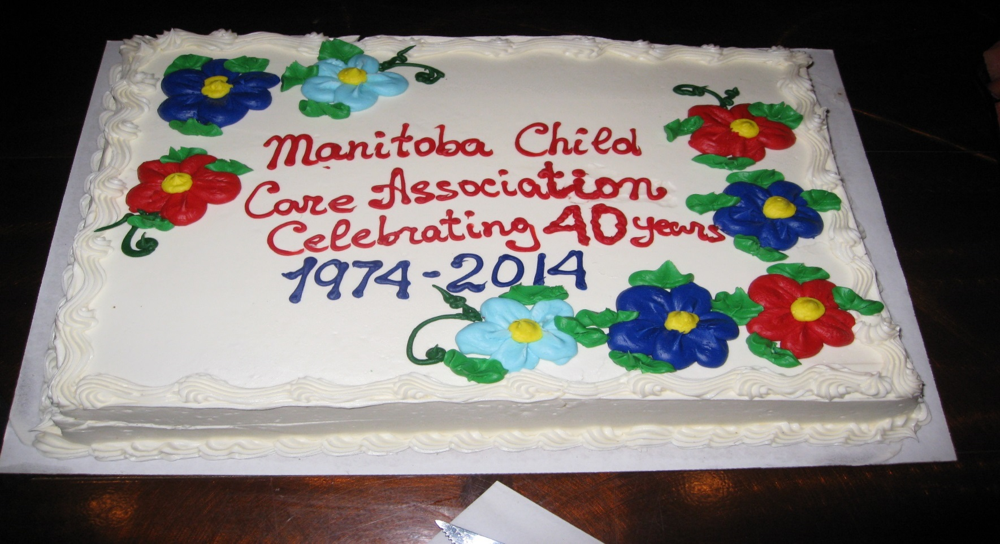 Manitoba Child
Care Association
Celebrating 40 years
1974-2014